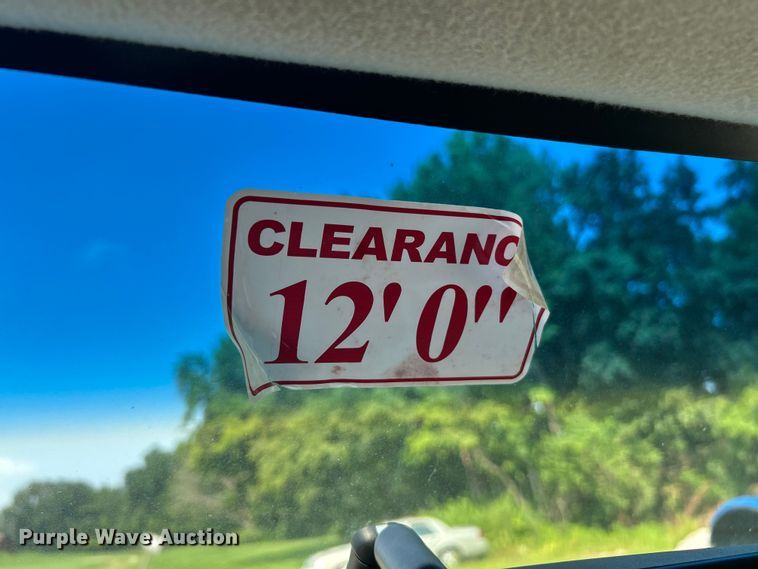 CLEARANC
12' 0"
Purple Wave Auction